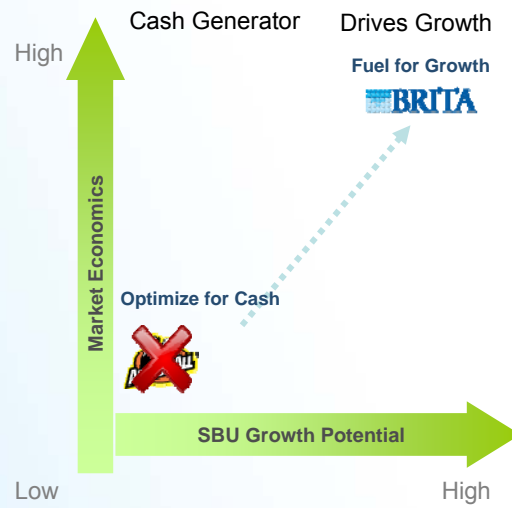 Cash Generator
Drives Growth
High
Fuel for Growth
BRITA
Market Economics
Optimize for Cash
SBU Growth Potential
Low
High